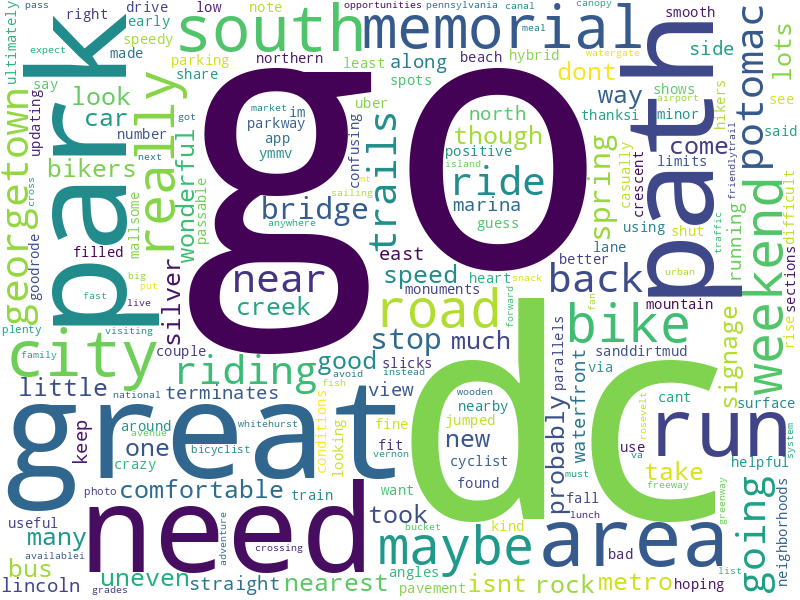 go
dc
great
park
path
need
run
area
south
memorial
city
road
bike
maybe
really
weekend
potomac
georgetown
riding
ride
near
back
trails
bridge
going
spring
though
look
car
bikers
wonderful
silver
creek
good
stop
much
little
one
many
comfortable
took
uneven
bus
lincoln
straight
nearest
isnt
rock
metro
take
new
view
speed
way
dont
come
side
lots
signage
waterfront
probably
marina
north
east
along
right
drive
early
low
note
opportunities
pennsylvania
canal
canopy
pass
ultimately
made
speedy
parking
share
northern
least
beach
hybrid
smooth
meal
watergate
expect
say
updating
number
got
spots
uber
market
im
parkway
app
ymmv
confusing
positive
thanksi
minor
shows
airport
hikers
see
said
friendlytrail
crescent
limits
casually
guess
island
passable
mallsome
next
cross
goodrode
filled
anywhere
mt
sailing
using
shut
lane
running
traffic
urban
difficult
sections
better
mountain
rise
heart
monuments
forward
fan
big
put
fast
live
visiting
plenty
family
couple
terminates
avoid
instead
slicks
fish
parallels
sanddirtmud
via
cant
surface
national
around
avenue
whitehurst
bicyclist
crazy
keep
conditions
looking
fine
fit
vernon
wooden
nearby
jumped
cyclist
found
rosevelt
va
use
helpful
system
freeway
greenway
must
lunch
fall
kind
want
bucket
snack
train
photo
adventure
crossing
useful
availablei
grades
angles
pavement
bad
hoping
list
neighborhoods